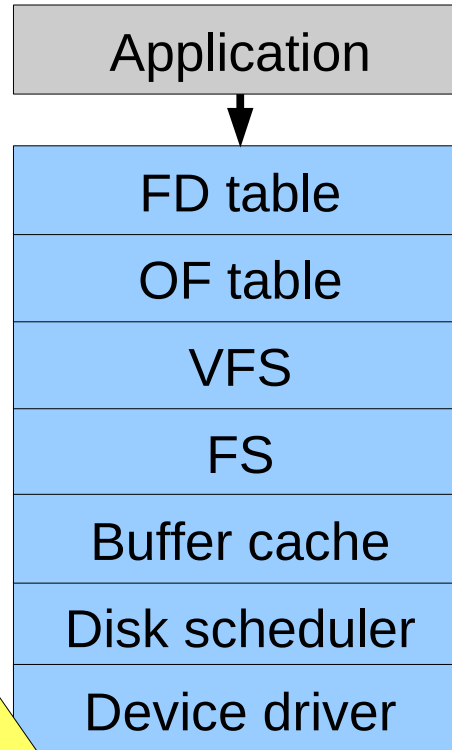 Application
FD table
OF table
VFS
FS
Buffer cache
Disk scheduler
Device driver